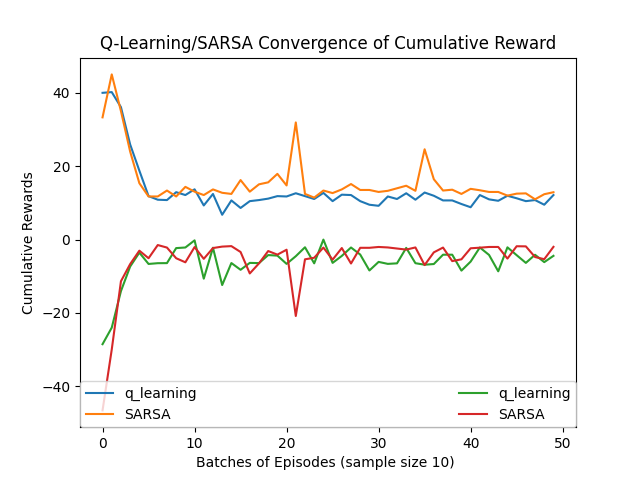 Q-Learning/SARSA Convergence of Cumulative Reward
Cumulative Rewards
40
20
0
−20
−40
q_learning
SARSA
q_learning
SARSA
0 10 20 30 40 50
Batches of Episodes (sample size 10)